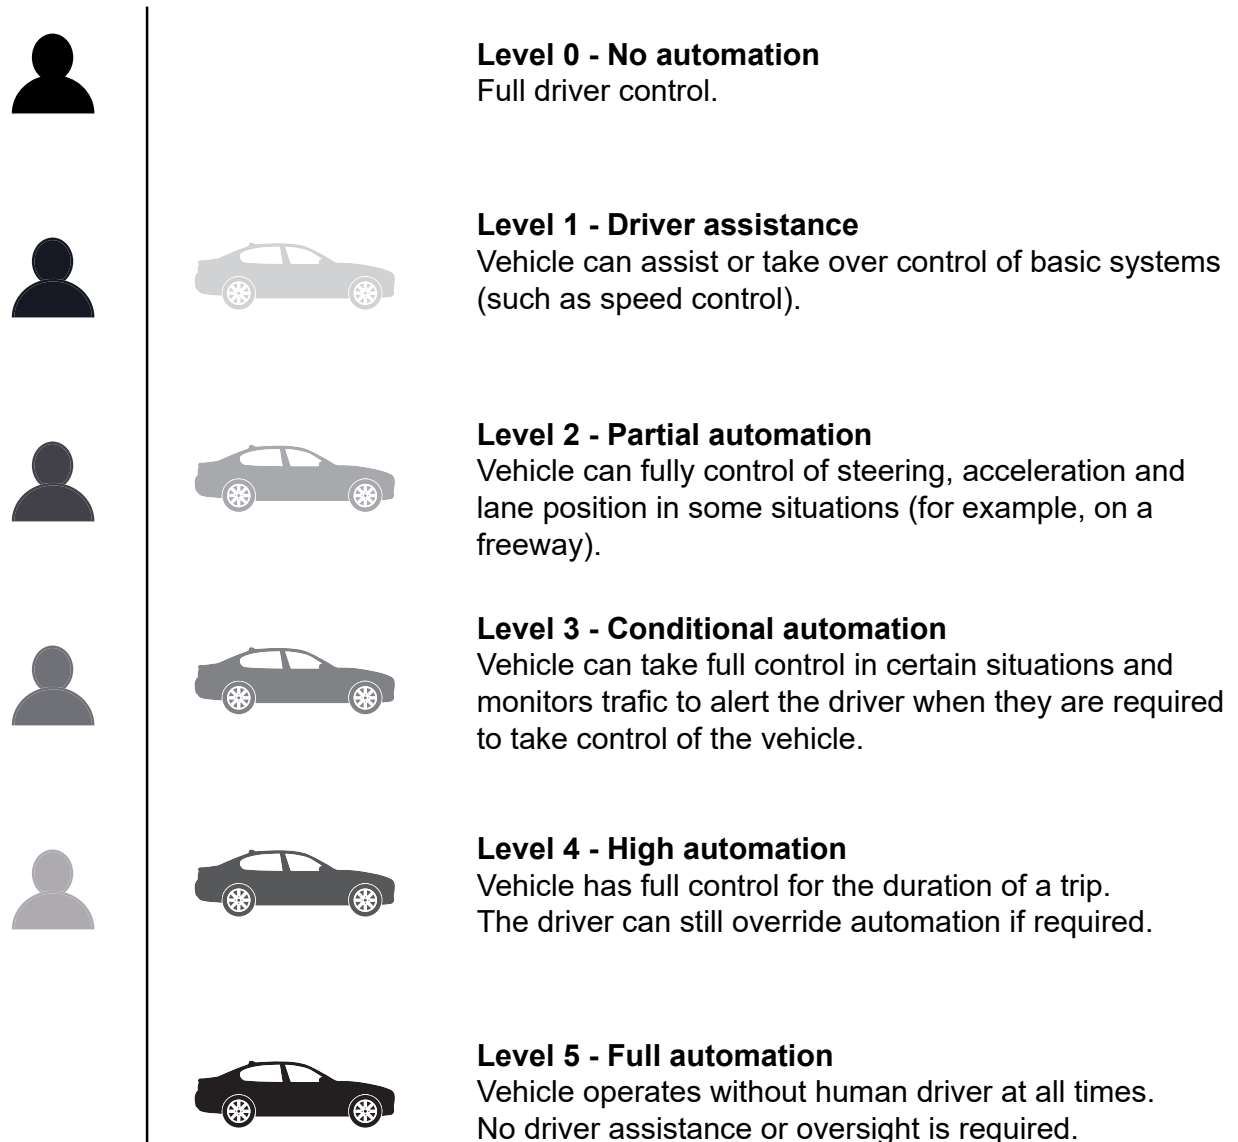 Level 0 - No automation
Full driver control.
Level 1 - Driver assistance
Vehicle can assist or take over control of basic systems
(such as speed control).
Level 2 - Partial automation
Vehicle can fully control of steering, acceleration and
lane position in some situations (for example, on a
freeway).
Level 3 - Conditional automation
Vehicle can take full control in certain situations and
monitors trafic to alert the driver when they are required
to take control of the vehicle.
Level 4 - High automation
Vehicle has full control for the duration of a trip.
The driver can still override automation if required.
Level 5 - Full automation
Vehicle operates without human driver at all times.
No driver assistance or oversight is required.